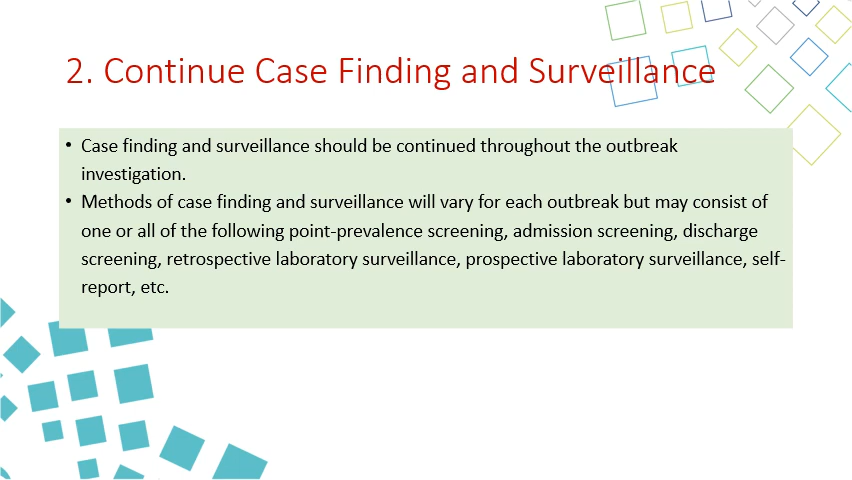 2. Continue Case Finding and Surveillance
• Case finding and surveillance should be continued throughout the outbreak
investigation.
• Methods of case finding and surveillance will vary for each outbreak but may consist of
one or all of the following point-prevalence screening, admission screening, discharge
screening, retrospective laboratory surveillance, prospective laboratory surveillance, self-
report, etc.